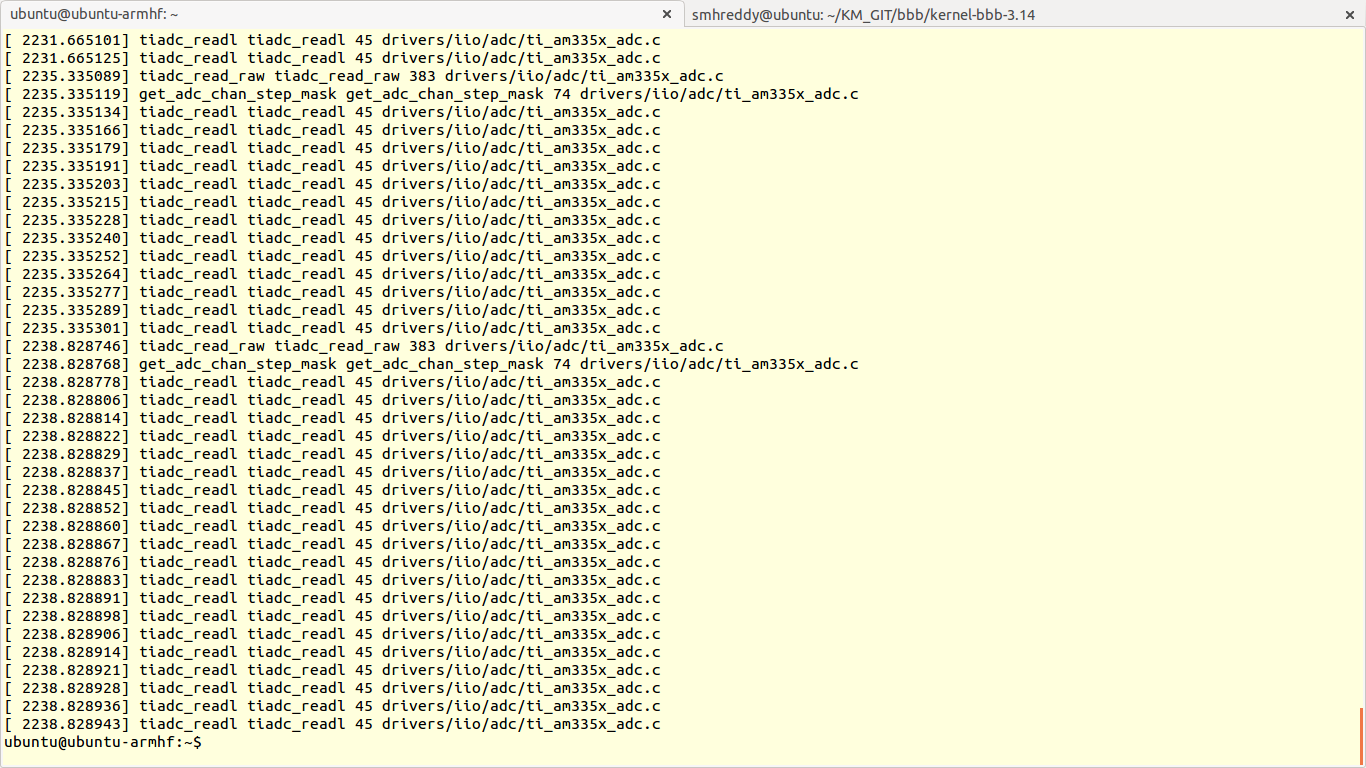 ubuntu@ubuntu-armhf: ~ × smhreddy@ubuntu: ~/KM_GIT/bbb/kernel-bbb-3.14 ×
[ 2231.665101] tiadc_readl tiadc_readl 45 drivers/iio/adc/ti_am335x_adc.c
[ 2231.665125] tiadc_readl tiadc_readl 45 drivers/iio/adc/ti_am335x_adc.c
[ 2235.335089] tiadc_read_raw tiadc_read_raw 383 drivers/iio/adc/ti_am335x_adc.c
[ 2235.335119] get_adc_chan_step_mask get_adc_chan_step_mask 74 drivers/iio/adc/ti_am335x_adc.c
[ 2235.335134] tiadc_readl tiadc_readl 45 drivers/iio/adc/ti_am335x_adc.c
[ 2235.335166] tiadc_readl tiadc_readl 45 drivers/iio/adc/ti_am335x_adc.c
[ 2235.335179] tiadc_readl tiadc_readl 45 drivers/iio/adc/ti_am335x_adc.c
[ 2235.335191] tiadc_readl tiadc_readl 45 drivers/iio/adc/ti_am335x_adc.c
[ 2235.335203] tiadc_readl tiadc_readl 45 drivers/iio/adc/ti_am335x_adc.c
[ 2235.335215] tiadc_readl tiadc_readl 45 drivers/iio/adc/ti_am335x_adc.c
[ 2235.335228] tiadc_readl tiadc_readl 45 drivers/iio/adc/ti_am335x_adc.c
[ 2235.335240] tiadc_readl tiadc_readl 45 drivers/iio/adc/ti_am335x_adc.c
[ 2235.335252] tiadc_readl tiadc_readl 45 drivers/iio/adc/ti_am335x_adc.c
[ 2235.335264] tiadc_readl tiadc_readl 45 drivers/iio/adc/ti_am335x_adc.c
[ 2235.335277] tiadc_readl tiadc_readl 45 drivers/iio/adc/ti_am335x_adc.c
[ 2235.335289] tiadc_readl tiadc_readl 45 drivers/iio/adc/ti_am335x_adc.c
[ 2235.335301] tiadc_readl tiadc_readl 45 drivers/iio/adc/ti_am335x_adc.c
[ 2238.828746] tiadc_read_raw tiadc_read_raw 383 drivers/iio/adc/ti_am335x_adc.c
[ 2238.828768] get_adc_chan_step_mask get_adc_chan_step_mask 74 drivers/iio/adc/ti_am335x_adc.c
[ 2238.828778] tiadc_readl tiadc_readl 45 drivers/iio/adc/ti_am335x_adc.c
[ 2238.828806] tiadc_readl tiadc_readl 45 drivers/iio/adc/ti_am335x_adc.c
[ 2238.828814] tiadc_readl tiadc_readl 45 drivers/iio/adc/ti_am335x_adc.c
[ 2238.828822] tiadc_readl tiadc_readl 45 drivers/iio/adc/ti_am335x_adc.c
[ 2238.828829] tiadc_readl tiadc_readl 45 drivers/iio/adc/ti_am335x_adc.c
[ 2238.828837] tiadc_readl tiadc_readl 45 drivers/iio/adc/ti_am335x_adc.c
[ 2238.828845] tiadc_readl tiadc_readl 45 drivers/iio/adc/ti_am335x_adc.c
[ 2238.828852] tiadc_readl tiadc_readl 45 drivers/iio/adc/ti_am335x_adc.c
[ 2238.828860] tiadc_readl tiadc_readl 45 drivers/iio/adc/ti_am335x_adc.c
[ 2238.828867] tiadc_readl tiadc_readl 45 drivers/iio/adc/ti_am335x_adc.c
[ 2238.828876] tiadc_readl tiadc_readl 45 drivers/iio/adc/ti_am335x_adc.c
[ 2238.828883] tiadc_readl tiadc_readl 45 drivers/iio/adc/ti_am335x_adc.c
[ 2238.828891] tiadc_readl tiadc_readl 45 drivers/iio/adc/ti_am335x_adc.c
[ 2238.828898] tiadc_readl tiadc_readl 45 drivers/iio/adc/ti_am335x_adc.c
[ 2238.828906] tiadc_readl tiadc_readl 45 drivers/iio/adc/ti_am335x_adc.c
[ 2238.828914] tiadc_readl tiadc_readl 45 drivers/iio/adc/ti_am335x_adc.c
[ 2238.828921] tiadc_readl tiadc_readl 45 drivers/iio/adc/ti_am335x_adc.c
[ 2238.828928] tiadc_readl tiadc_readl 45 drivers/iio/adc/ti_am335x_adc.c
[ 2238.828936] tiadc_readl tiadc_readl 45 drivers/iio/adc/ti_am335x_adc.c
[ 2238.828943] tiadc_readl tiadc_readl 45 drivers/iio/adc/ti_am335x_adc.c
ubuntu@ubuntu-armhf:~$